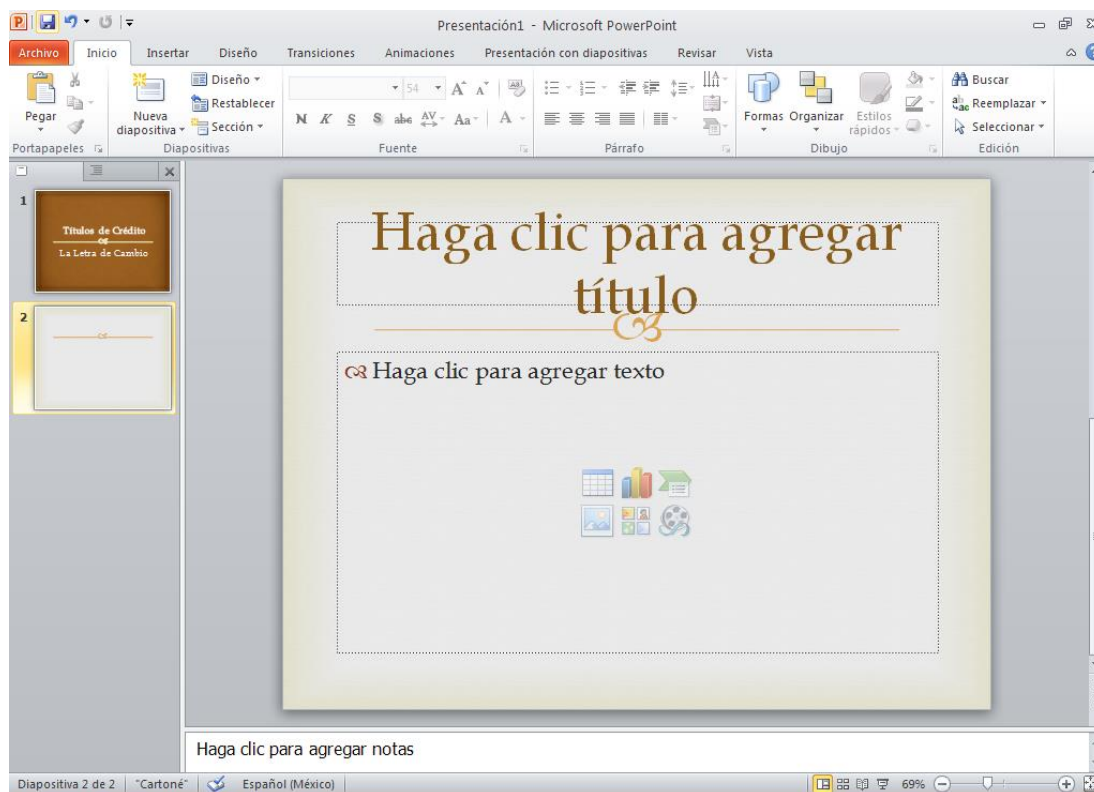 Presentación1 - Microsoft PowerPoint
Archivo Inicio Insertar Diseño Transiciones Animaciones Presentación con diapositivas Revisar Vista
Pegar
Nueva diapositiva
Diseño
Restablecer
Sección
54
N K S S abc AV Aa A
Formas Organizar Estilos rápidos
Buscar
Reemplazar
Seleccionar
Portapapeles Diapositivas Fuente Párrafo Dibujo Edición
1
Títulos de Crédito
La Letra de Cambio
2
Haga clic para agregar
título
Haga clic para agregar texto
Haga clic para agregar notas
Diapositiva 2 de 2 "Cartoné" Español (México) 69%